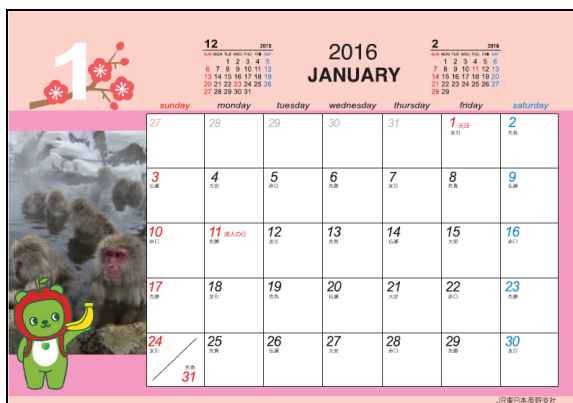 1
12 2015
SUN MON TUE WED THU FRI SAT
1 2 3 4 5
6 7 8 9 10 11 12
13 14 15 16 17 18 19
20 21 22 23 24 25 26
27 28 29 30 31
2016
JANUARY
2 2016
SUN MON TUE WED THU FRI SAT
1 2 3 4 5 6
7 8 9 10 11 12 13
14 15 16 17 18 19 20
21 22 23 24 25 26 27
28 29
sunday monday tuesday wednesday thursday friday saturday
27 28 29 30 31 1 元日 2
友引 先負
3 4 5 6 7 8 9
仏滅 大安 赤口 先勝 友引 先負 仏滅
10 11 成人の日 12 13 14 15 16
赤口 先勝 友引 先負 仏滅 大安 赤口
17 18 19 20 21 22 23
先勝 友引 先負 仏滅 大安 赤口 先勝
24 25 26 27 28 29 30
友引 先負 仏滅 大安 赤口 先勝 友引
先負
31
JR東日本長野支社